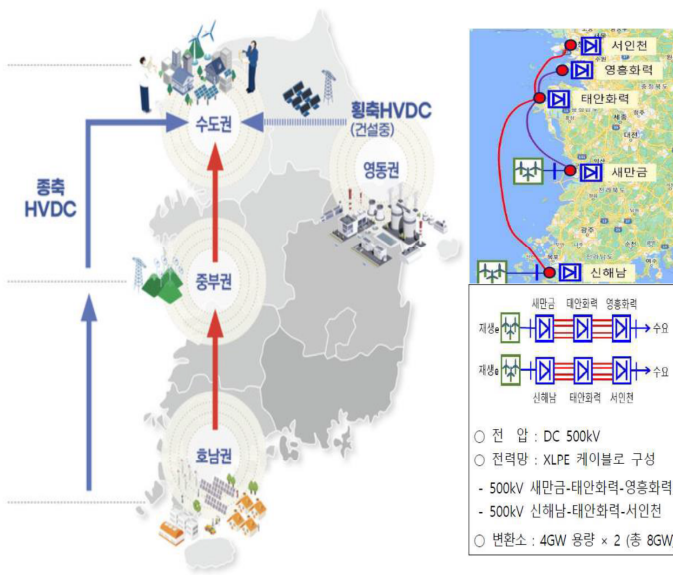 수도권
횡축HVDC
(건설중)
영동권
종축
HVDC
중부권
호남권
서인천
영흥화력
태안화력
새만금
신해남
새만금 태안화력 영흥화력
재생e 수요
재생e 수요
신해남 태안화력 서인천
○ 전 압 : DC 500kV
○ 전력망 : XLPE 케이블로 구성
- 500kV 새만금-태안화력-영흥화력
- 500kV 신해남-태안화력-서인천
○ 변환소 : 4GW 용량 × 2 (총 8GW)